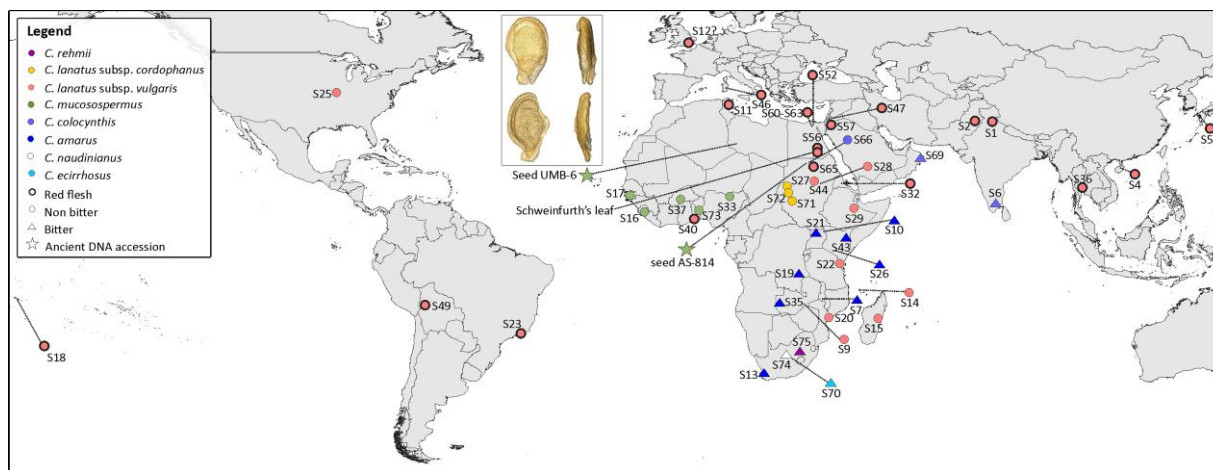 Legend
C. rehmii
C. lanatus subsp. cordophanus
C. lanatus subsp. vulgaris
C. mucosospermus
C. colocynthis
C. amarus
C. naudinianus
C. ecirrhosus
Red flesh
Non bitter
Bitter
Ancient DNA accession
S12?
S52
S25
S46
S11
S60-S63
S47
S57
S2
S1
S5
S56
S66
S69
Seed UMB-6
S65
S28
S27
S44
S32
S4
S36
S17
S6
Schweinfurth's leaf
S37
S33
S72
S71
S16
S73
S29
S40
S21
S10
S43
seed AS-814
S22
S26
S19
S49
S35
S14
S7
S23
S20
S15
S18
S75
S9
S74
S13
S70